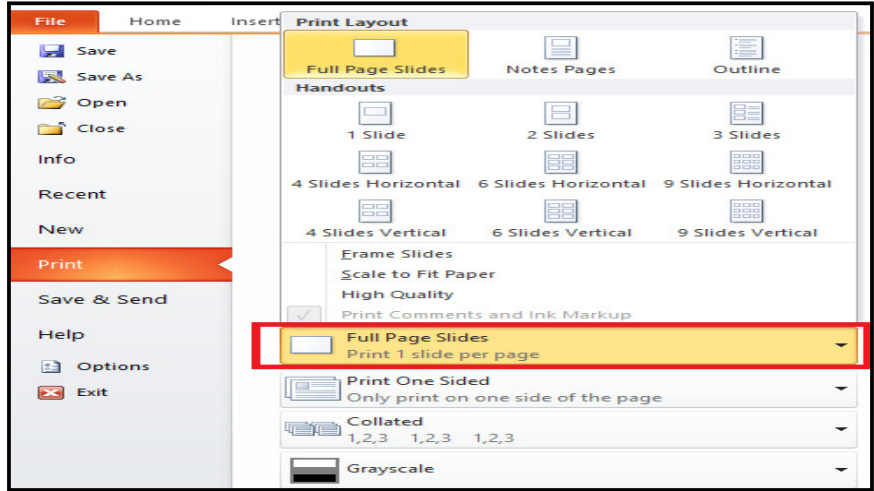 File Home Insert
Save
Save As
Open
Close
Info
Recent
New
Print
Save & Send
Help
Options
Exit
Print Layout
Full Page Slides Notes Pages Outline
Handouts
1 Slide 2 Slides 3 Slides
4 Slides Horizontal 6 Slides Horizontal 9 Slides Horizontal
4 Slides Vertical 6 Slides Vertical 9 Slides Vertical
Frame Slides
Scale to Fit Paper
High Quality
Print Comments and Ink Markup
Full Page Slides
Print 1 slide per page
Print One Sided
Only print on one side of the page
Collated
1,2,3 1,2,3 1,2,3
Grayscale